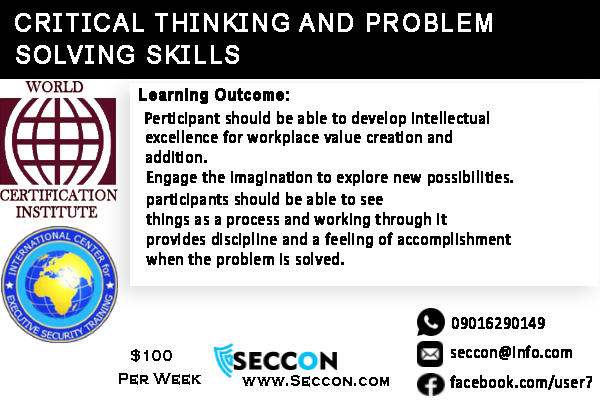 CRITICAL THINKING AND PROBLEM
SOLVING SKILLS
WORLD
CERTIFICATION
INSTITUTE
INTERNATIONAL CENTER for
EXECUTIVE SECURITY TRAINING
Learning Outcome:
Perticipant should be able to develop intellectual
excellence for workplace value creation and
addition.
Engage the imagination to explore new possibilities.
participants should be able to see
things as a process and working through it
provides discipline and a feeling of accomplishment
when the problem is solved.
$100
Per Week
SECCON
www.Seccon.com
09016290149
seccon@info.com
facebook.com/user7